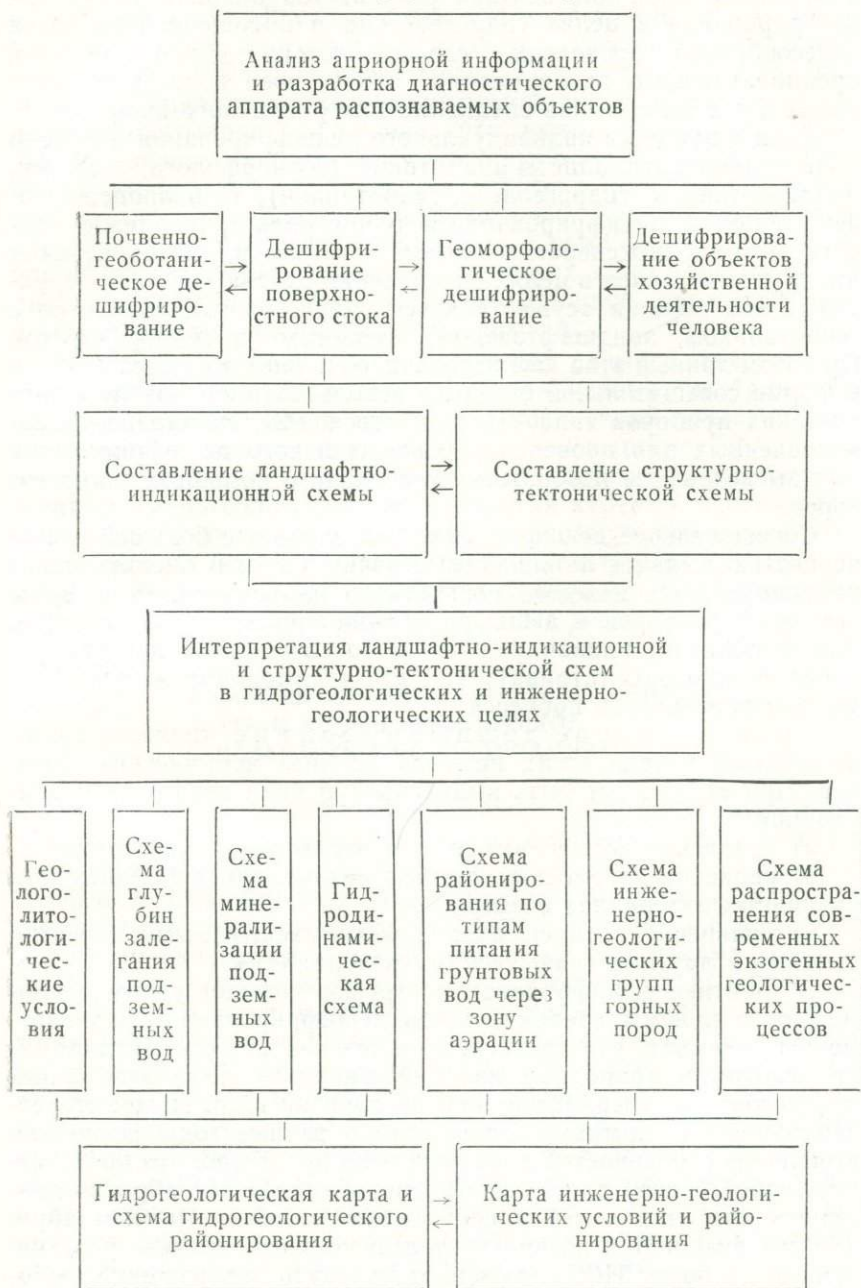 Анализ априорной информации
и разработка диагностического
аппарата распознаваемых объектов
Почвенно-
геоботани-
ческое де-
шифриро-
вание
Дешифри-
рование
поверхно-
стного стока
Геоморфоло-
гическое
дешифриро-
вание
Дешифрирова-
ние объектов
хозяйственной
деятельности
человека
Составление ландшафтно-
индикационной схемы
Составление структурно-
тектонической схемы
Интерпретация ландшафтно-индикационной
и структурно-тектонической схем
в гидрогеологических и инженерно-
геологических целях
Гео-
лого-
лито-
логи-
чес-
кие
усло-
вия
Схе-
ма
глу-
бин
зале-
гания
под-
зем-
ных
вод
Схе-
ма
мине-
рали-
зации
под-
зем-
ных
вод
Гид-
роди-
нами-
чес-
кая
схема
Схема
райониро-
вания по
типам
питания
грунтовых
вод через
зону
аэрации
Схема
инже-
нерно-
геологи-
ческих
групп
горных
пород
Схема
распростра-
нения сов-
ременных
экзогенных
геологичес-
ких про-
цессов
Гидрогеологическая карта и
схема гидрогеологического
районирования
Карта инженерно-геологи-
ческих условий и райо-
нирования